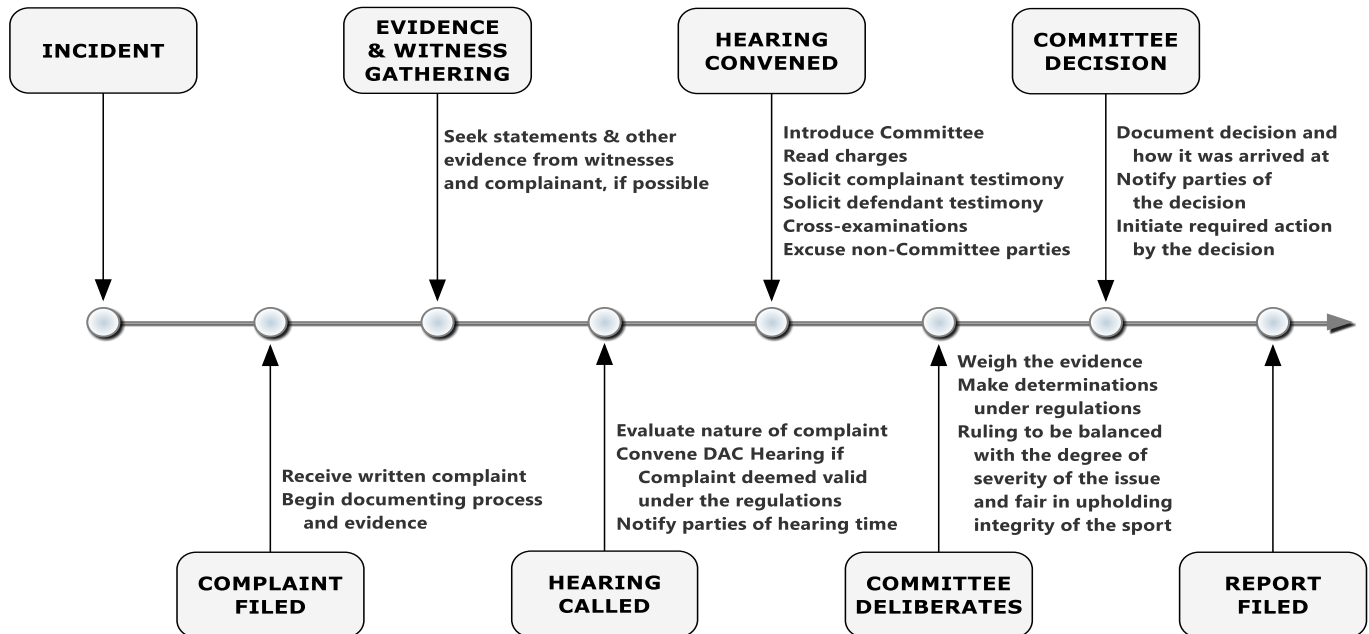 INCIDENT
EVIDENCE
& WITNESS
GATHERING
HEARING
CONVENED
COMMITTEE
DECISION
Seek statements & other
evidence from witnesses
and complainant, if possible
Introduce Committee
Read charges
Solicit complainant testimony
Solicit defendant testimony
Cross-examinations
Excuse non-Committee parties
Document decision and
how it was arrived at
Notify parties of
the decision
Initiate required action
by the decision
Receive written complaint
Begin documenting process
and evidence
Evaluate nature of complaint
Convene DAC Hearing if
Complaint deemed valid
under the regulations
Notify parties of hearing time
Weigh the evidence
Make determinations
under regulations
Ruling to be balanced
with the degree of
severity of the issue
and fair in upholding
integrity of the sport
COMPLAINT
FILED
HEARING
CALLED
COMMITTEE
DELIBERATES
REPORT
FILED